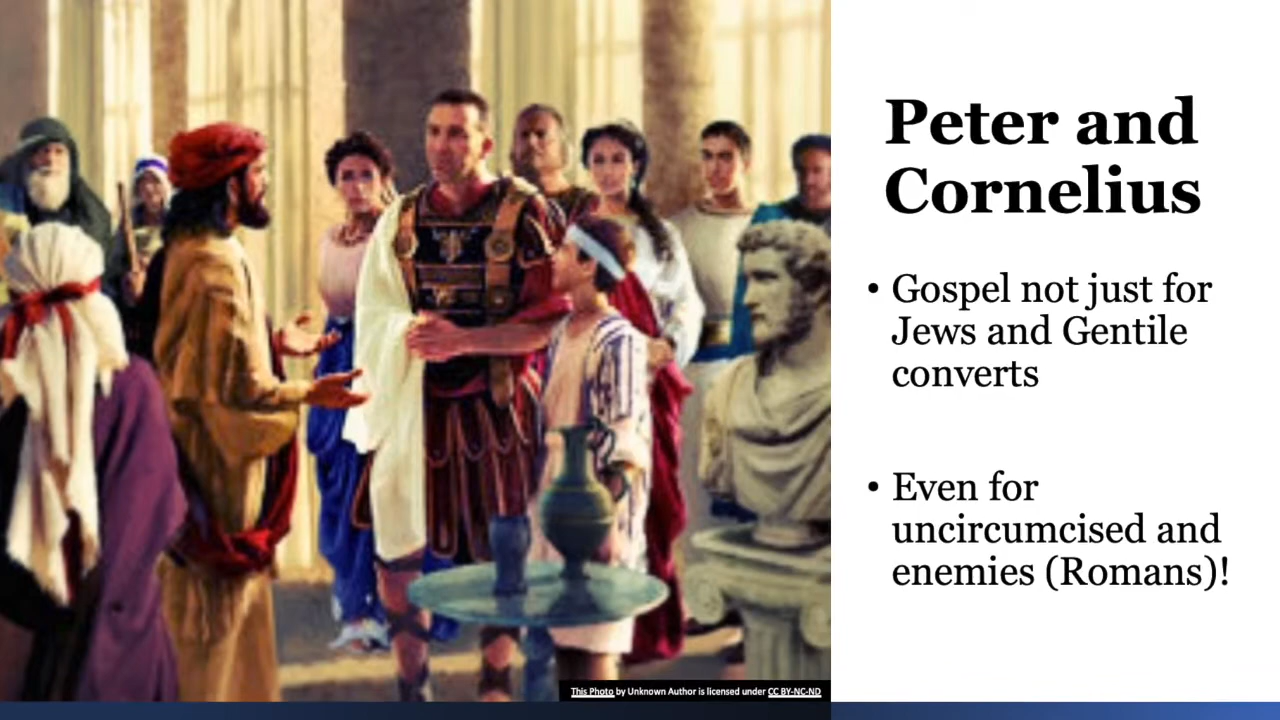 Peter and
Cornelius
• Gospel not just for
Jews and Gentile
converts
• Even for
uncircumcised and
enemies (Romans)!
This Photo by Unknown Author is licensed under CC BY-NC-ND